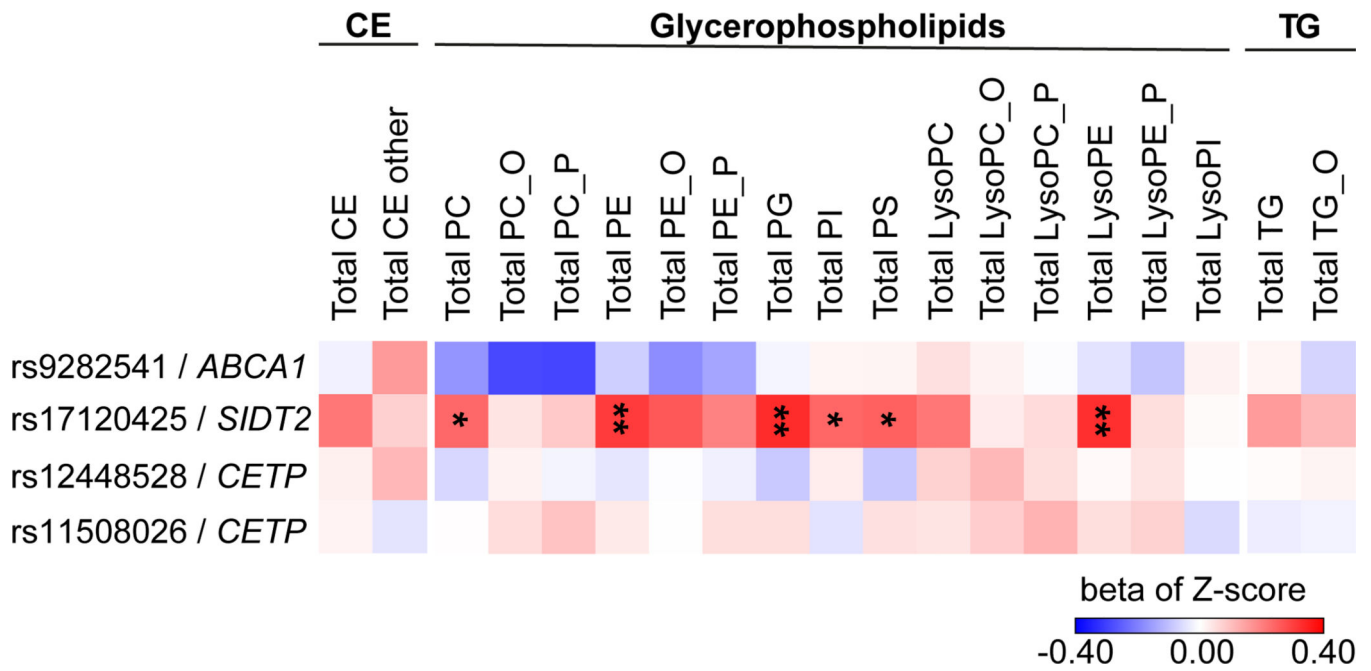 CE Glycerophospholipids TG
Total CE
Total CE other
Total PC
Total PC_O
Total PC_P
Total PE
Total PE_O
Total PE_P
Total PG
Total PI
Total PS
Total LysoPC
Total LysoPC_O
Total LysoPC_P
Total LysoPE
Total LysoPE_P
Total LysoPI
Total TG
Total TG_O
rs9282541 / ABCA1
rs17120425 / SIDT2 * ** ** * * **
rs12448528 / CETP
rs11508026 / CETP
beta of Z-score
-0.40 0.00 0.40